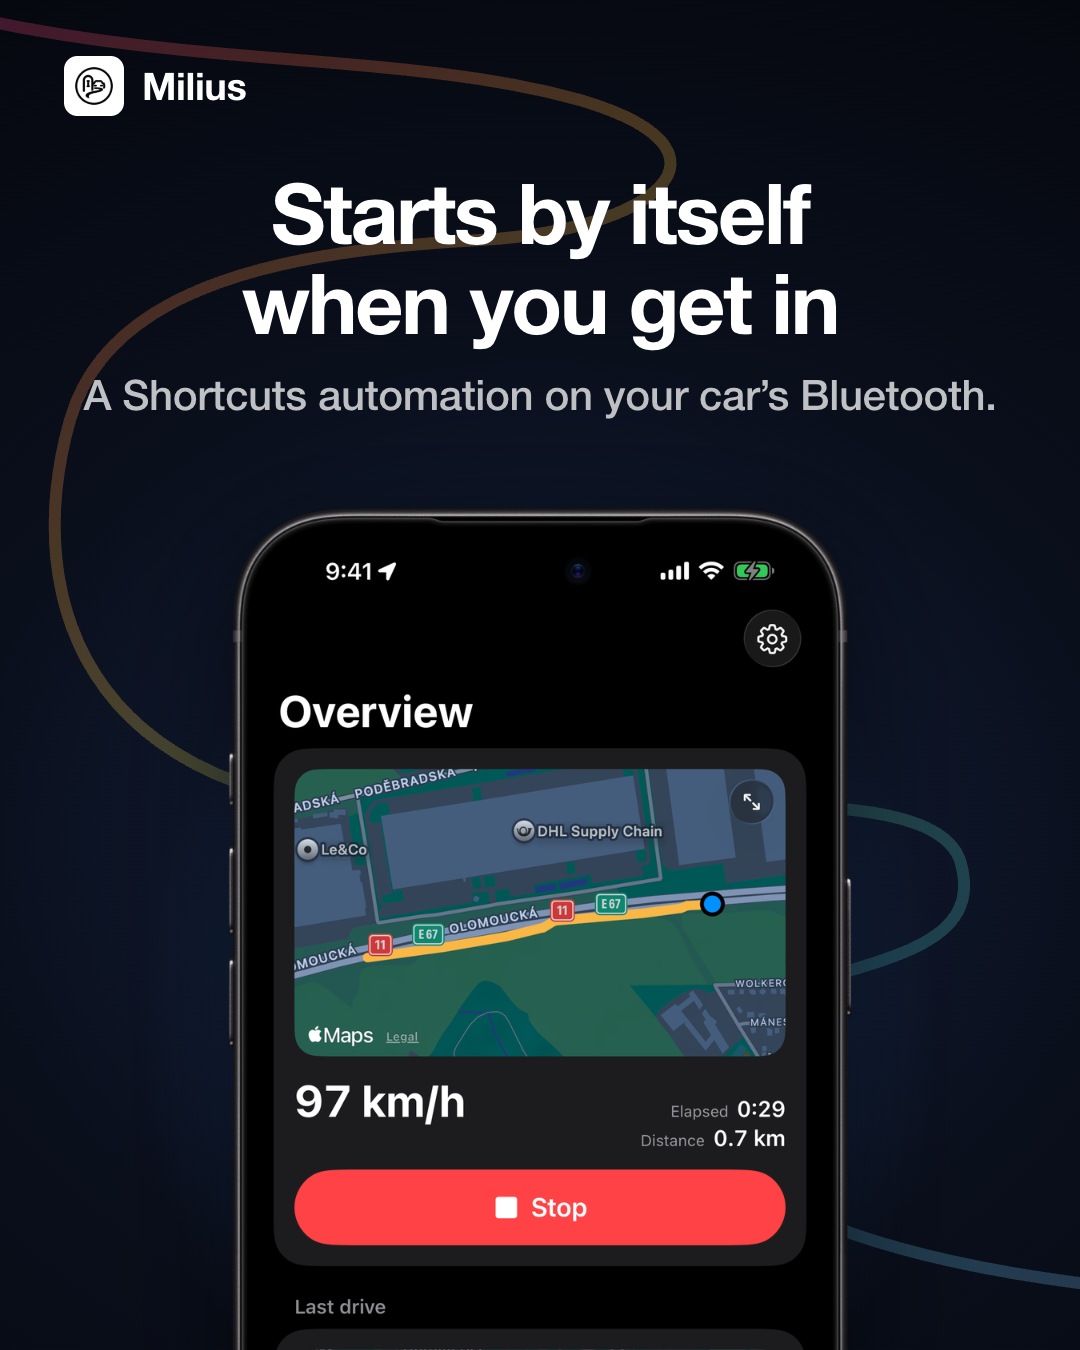 Milius
Starts by itself
when you get in
A Shortcuts automation on your car’s Bluetooth.
9:41
Overview
ADSKÁ
PODĚBRADSKÁ
DHL Supply Chain
Le&Co
11
E67
OLOMOUCKÁ
11
E67
MOUCKÁ
WOLKERO
MÁNES
Maps Legal
97 km/h
Elapsed 0:29
Distance 0.7 km
Stop
Last drive